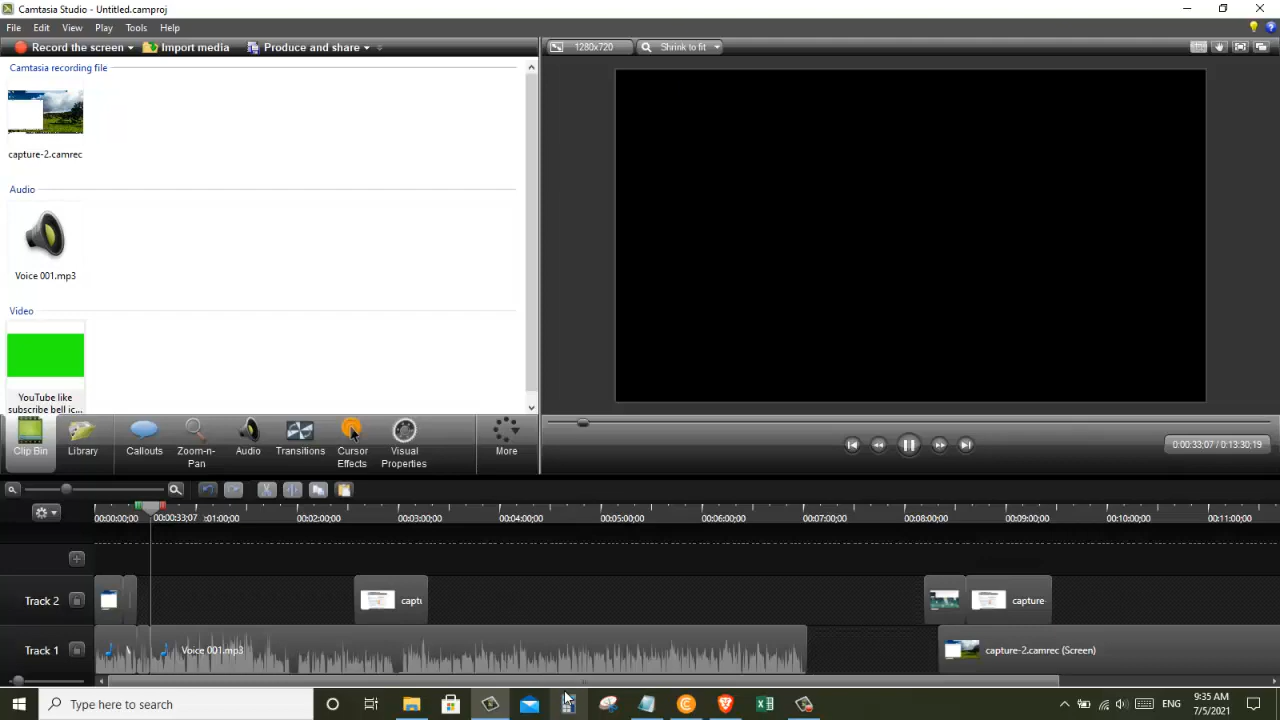 Camtasia Studio - Untitled.camproj
File Edit View Play Tools Help
Record the screen Import media Produce and share
1280x720 Shrink to fit
Camtasia recording file
capture-2.camrec
Audio
Voice 001.mp3
Video
YouTube like
subscribe bell ic...
Clip Bin Library Callouts Zoom-n-
Pan Audio Transitions Cursor
Effects Visual
Properties More
0:00:33;07 / 0:13:30;19
00:00:00;00 00:00:33;07 :01:00;00 00:02:00;00 00:03:00;00 00:04:00;00 00:05:00;00 00:06:00;00 00:07:00;00 00:08:00;00 00:09:00;00 00:10:00;00 00:11:00;00
Track 2 captu capture-
Track 1 Voice 001.mp3 capture-2.camrec (Screen)
Type here to search
ENG
9:35 AM
7/5/2021